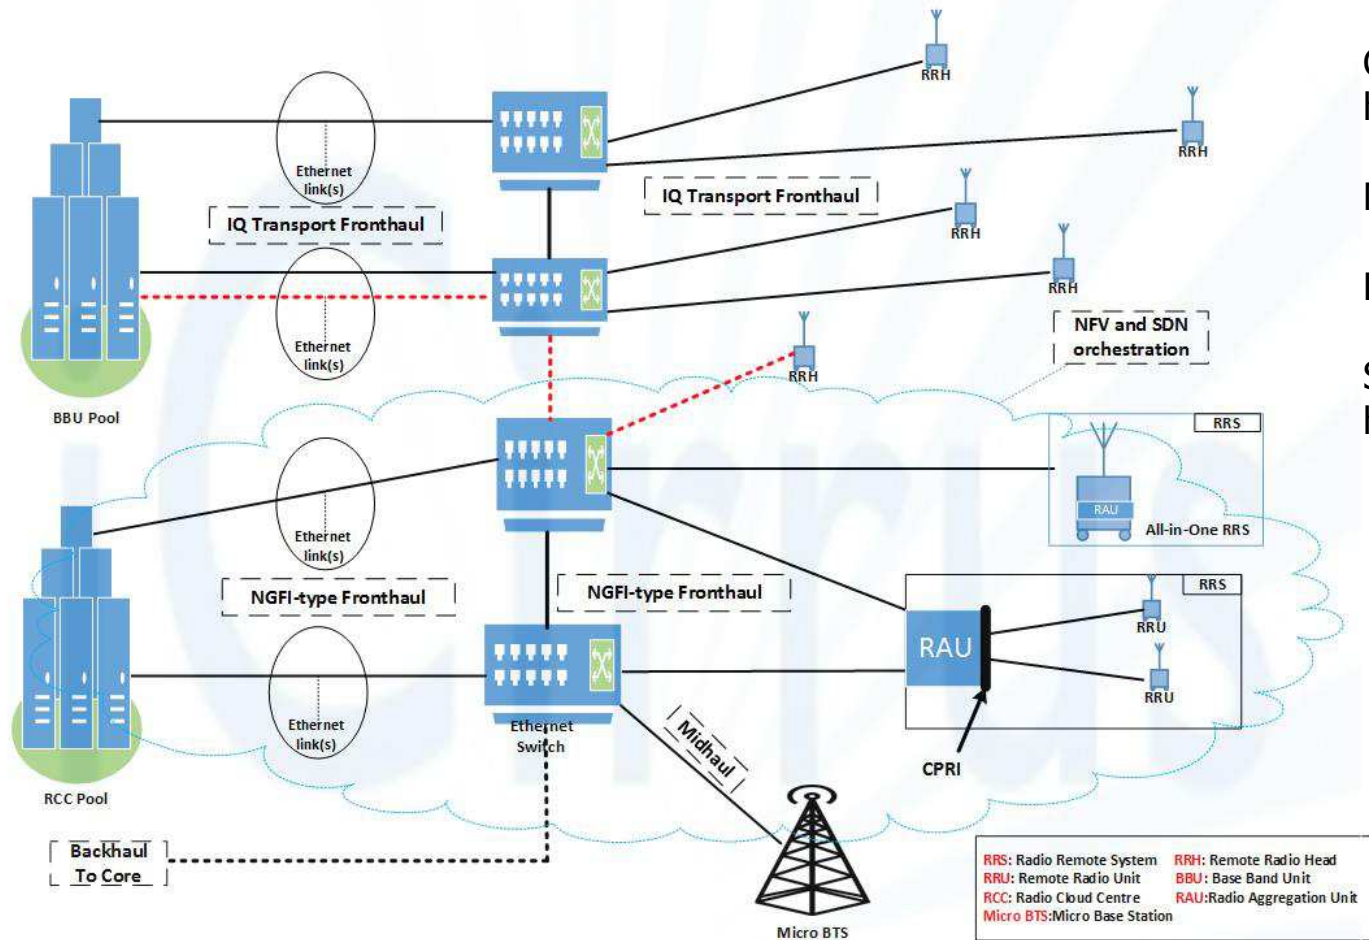 RRH
RRH
Ethernet
link(s)
IQ Transport Fronthaul
IQ Transport Fronthaul
RRH
RRH
Ethernet
link(s)
NFV and SDN
orchestration
RRH
BBU Pool
RRS
RAU
All-in-One RRS
Ethernet
link(s)
NGFI-type Fronthaul
NGFI-type Fronthaul
RRS
RRU
RAU
RRU
Ethernet
link(s)
Ethernet
Switch
Midhaul
CPRI
RCC Pool
Backhaul
To Core
Micro BTS
RRS: Radio Remote System RRH: Remote Radio Head
RRU: Remote Radio Unit BBU : Base Band Unit
RCC: Radio Cloud Centre RAU:Radio Aggregation Unit
Micro BTS:Micro Base Station